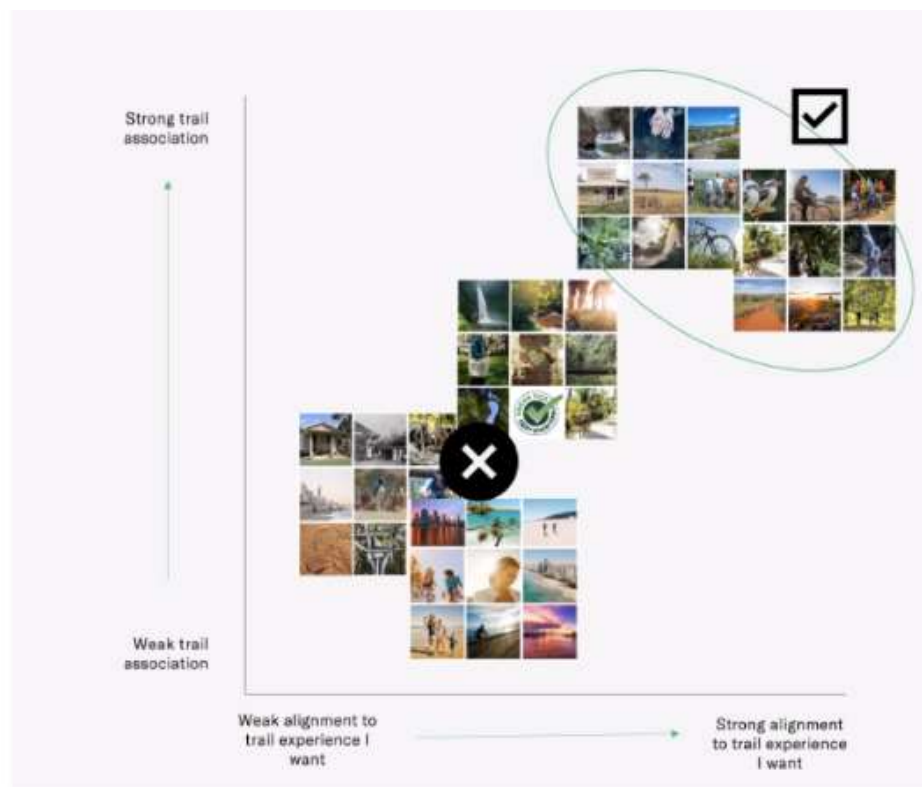 Strong trail
association
Weak trail
association
Weak alignment to
trail experience I
want
Strong alignment
to trail experience
I want